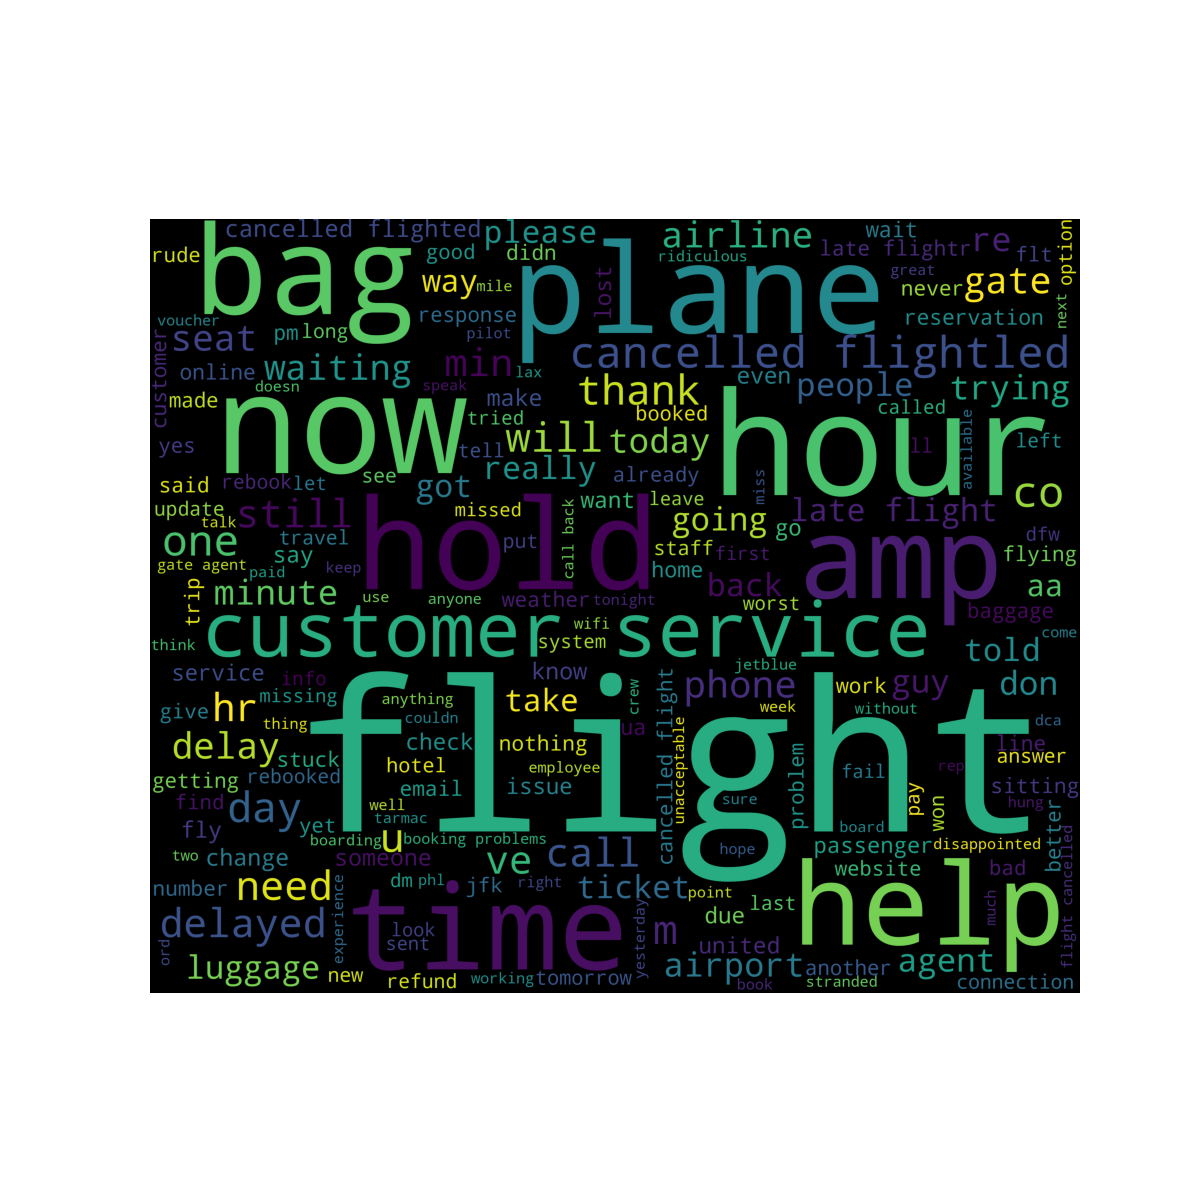 cancelled flighted
please
airline
wait
late flightr
re
flt
option
rude
bag
good
didn
plane
lost
ridiculous
great
never
gate
way
mile
next
voucher
pm
long
response
pilot
reservation
customer
seat
min
lax
cancelled flightled
online
waiting
doesn
speak
thank
even
people
trying
made
now
tried
make
booked
hour
called
available
left
yes
tell
will
today
ll
see
really
already
miss
said
rebook
let
got
want
leave
co
update
talk
still
hold
missed
call back
going
go
late flight
one
travel
say
put
staff
first
amp
dfw
flying
gate agent
paid
keep
home
back
aa
trip
minute
use
anyone
weather
tonight
worst
baggage
think
customer service
wifi
system
come
jetblue
told
service
info
know
crew
cancelled flight
phone
work
guy
don
give
missing
hr
thing
flight
anything
couldn
take
ua
unacceptable
week
without
dca
delay
stuck
check
nothing
line
answer
getting
rebooked
hotel
employee
email
issue
problem
fail
rep
sitting
find
day
well
sure
pay
won
hung
fly
yet
tarmac
board
better
boarding
u
booking problems
hope
passenger
disappointed
two
change
someone
ve
call
flight cancelled
number
need
experience
dm
phl
jfk
right
ticket
point
website
bad
delayed
time
look
sent
yesterday
m
due
last
help
much
ord
united
luggage
new
refund
working
tomorrow
airport
book
another
stranded
agent
connection